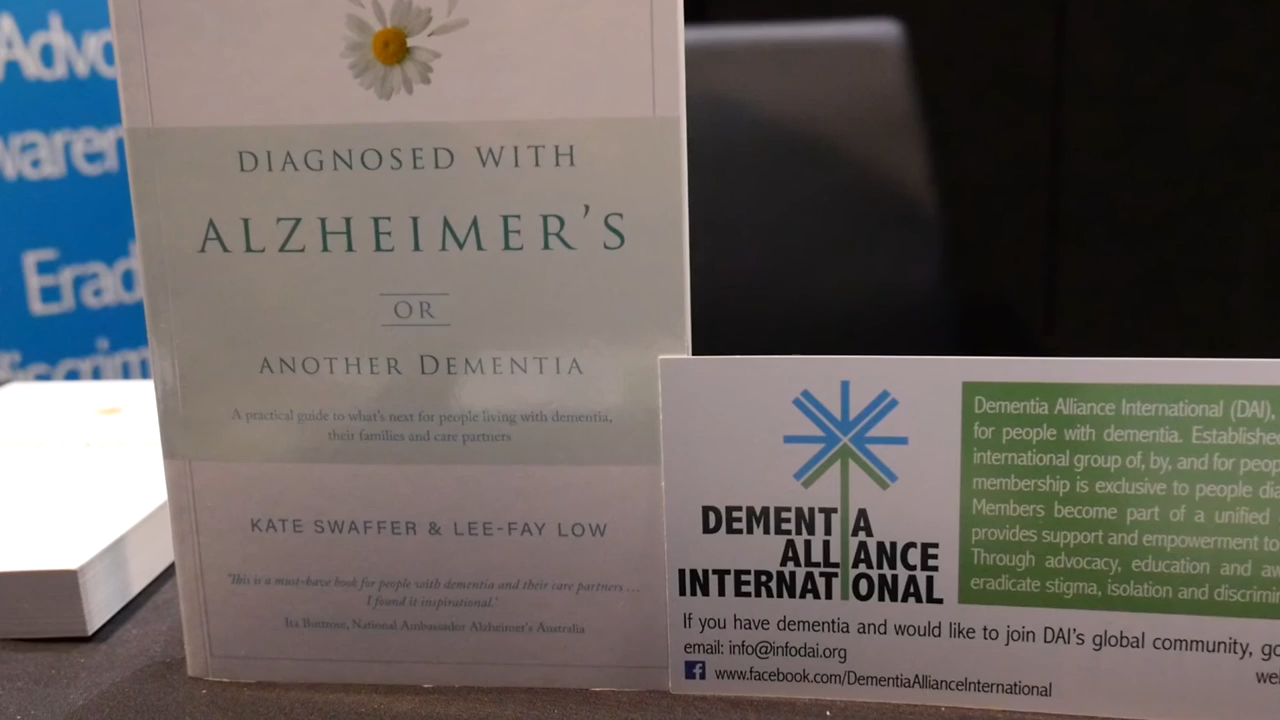 Advo
waren
Erad
discrim
DIAGNOSED WITH
ALZHEIMER'S
OR
ANOTHER DEMENTIA
A practical guide to what's next for people living with dementia,
their families and care partners
KATE SWAFFER & LEE-FAY LOW
'This is a must-have book for people with dementia and their care partners …
I found it inspirational.'
Ita Buttrose, National Ambassador Alzheimer's Australia
DEMENTIA
ALLIANCE
INTERNATIONAL
Dementia Alliance International (DAI),
for people with dementia. Established
international group of, by, and for peop
membership is exclusive to people dia
Members become part of a unified
provides support and empowerment to
Through advocacy, education and aw
eradicate stigma, isolation and discrimin
If you have dementia and would like to join DAI's global community, go
email: info@infodai.org
we
www.facebook.com/DementiaAllianceInternational